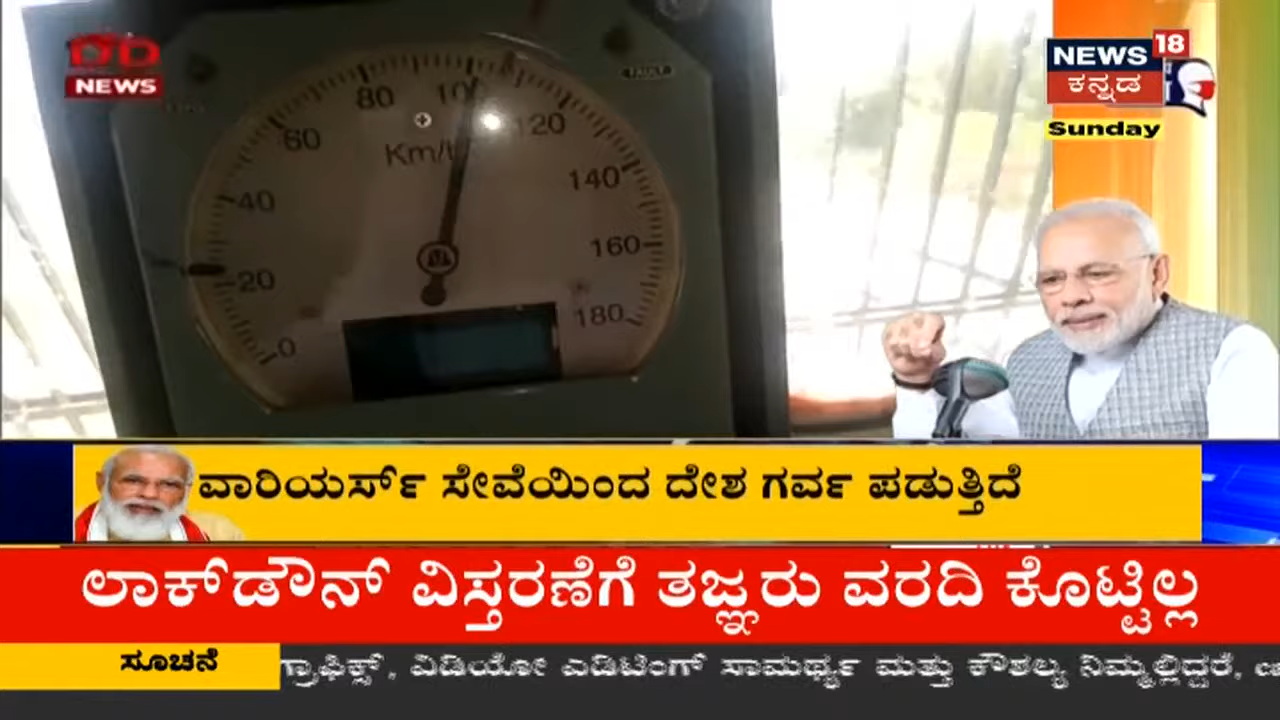 DD
NEWS
NEWS 18
ಕನ್ನಡ
Sunday
FAULT
80 100
60 120
Km/
40 140
160
20
180
0
ವಾರಿಯರ್ಸ್ ಸೇವೆಯಿಂದ ದೇಶ ಗರ್ವ ಪಡುತ್ತಿದೆ
ಲಾಕ್‌ಡೌನ್ ವಿಸ್ತರಣೆಗೆ ತಜ್ಞರು ವರದಿ ಕೊಟ್ಟಿಲ್ಲ
ಸೂಚನೆ
ಗ್ರಾಫಿಕ್ಸ್, ವಿಡಿಯೋ ಎಡಿಟಿಂಗ್ ಸಾಮರ್ಥ್ಯ ಮತ್ತು ಕೌಶಲ್ಯ ನಿಮ್ಮಲ್ಲಿದ್ದರೆ,